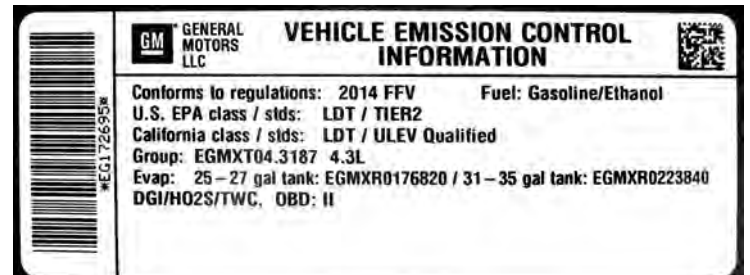 *EG172695*
GM GENERAL MOTORS LLC
VEHICLE EMISSION CONTROL
INFORMATION
Conforms to regulations: 2014 FFV Fuel: Gasoline/Ethanol
U.S. EPA class / stds: LDT / TIER2
California class / stds: LDT / ULEV Qualified
Group: EGMXT04.3187 4.3L
Evap: 25–27 gal tank: EGMXR0176820 / 31–35 gal tank: EGMXR0223840
DGI/HO2S/TWC, OBD: II